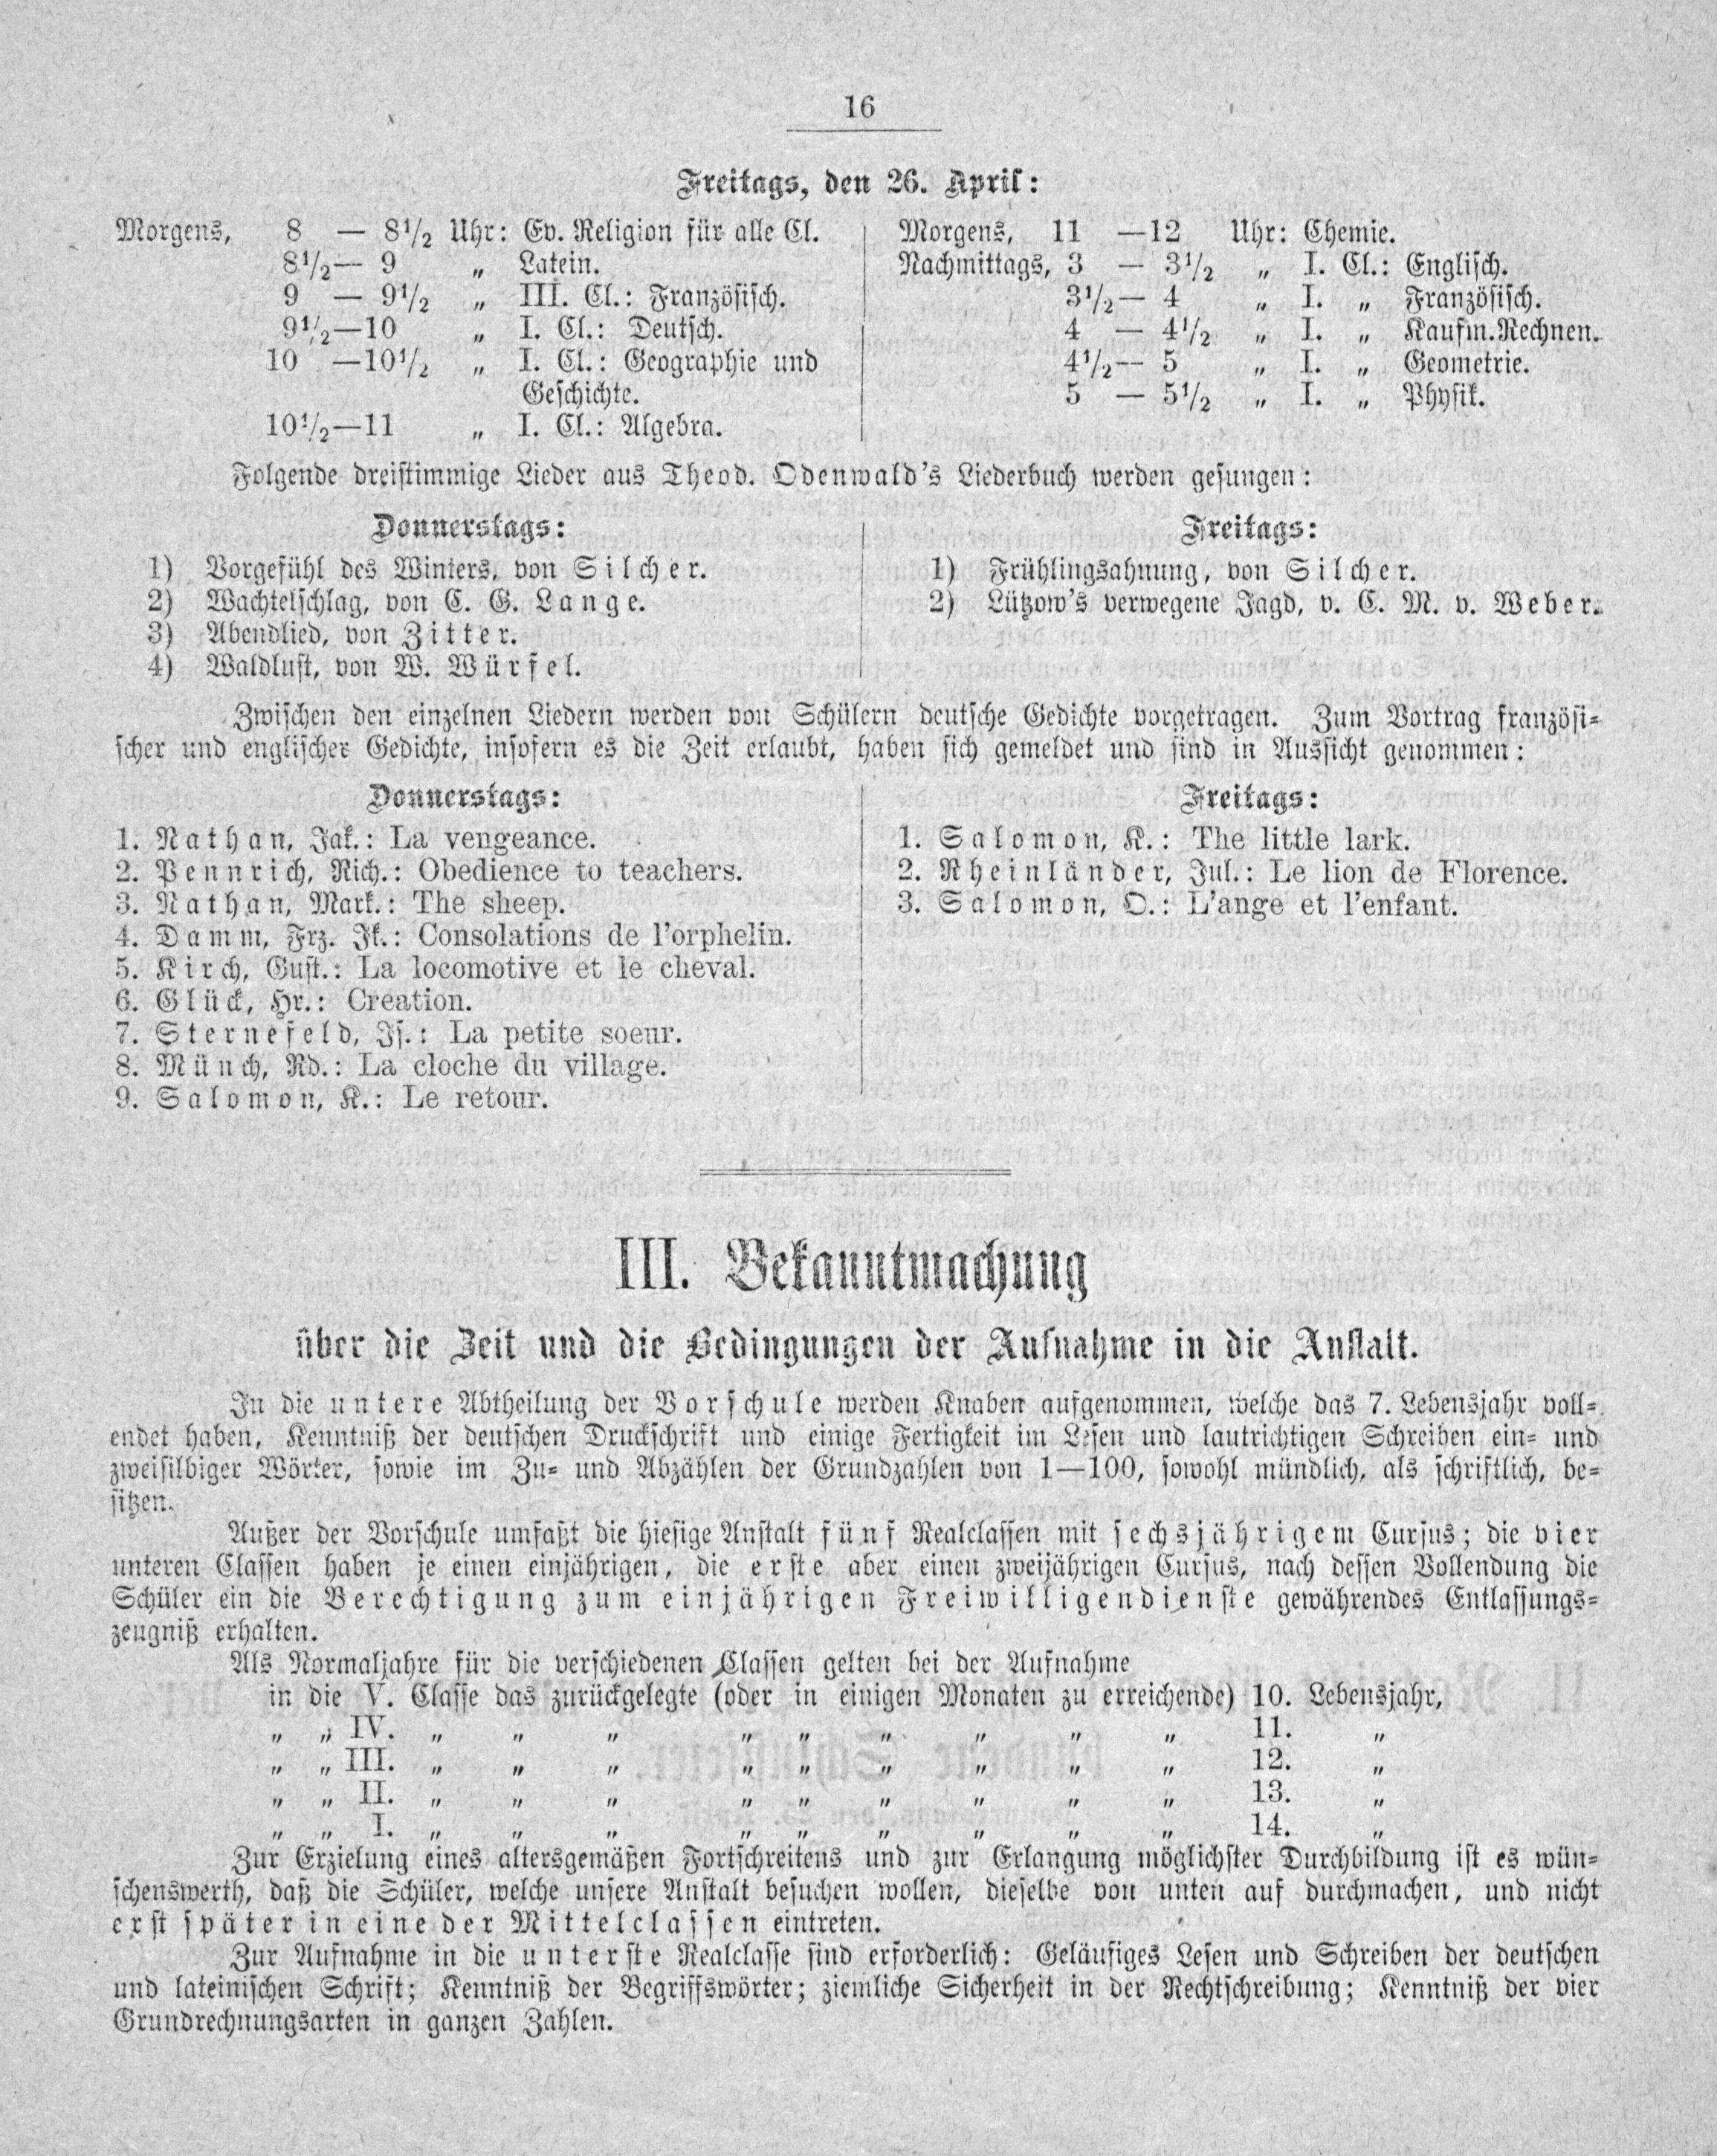 16
Freitags, den 26. April:
Morgens, 8 — 8½ Uhr: Ev. Religion für alle Cl.
8½— 9 „ Latein.
9 — 9½ „ III. Cl.: Französisch.
9½—10 „ I. Cl.: Deutsch.
10 —10½ „ I. Cl.: Geographie und
Geschichte.
10½—11 „ I. Cl.: Algebra.
Morgens, 11 —12 Uhr: Chemie.
Nachmittags, 3 — 3½ „ I. Cl.: Englisch.
3½— 4 „ I. „ Französisch.
4 — 4½ „ I. „ Kaufm. Rechnen.
4½— 5 „ I. „ Geometrie.
5 — 5½ „ I. „ Physik.
Folgende dreistimmige Lieder aus Theod. Odenwald's Liederbuch werden gesungen:
Donnerstags:
1) Vorgefühl des Winters, von Silcher.
2) Wachtelschlag, von C. G. Lange.
3) Abendlied, von Zitter.
4) Waldlust, von W. Würfel.
Freitags:
1) Frühlingsahnung, von Silcher.
2) Lützow's verwegene Jagd, v. C. M. v. Weber.
Zwischen den einzelnen Liedern werden von Schülern deutsche Gedichte vorgetragen. Zum Vortrag französi-
scher und englischer Gedichte, insofern es die Zeit erlaubt, haben sich gemeldet und sind in Aussicht genommen:
Donnerstags:
1. Nathan, Jak.: La vengeance.
2. Pennrich, Rich.: Obedience to teachers.
3. Nathan, Mark.: The sheep.
4. Damm, Frz. Jk.: Consolations de l'orphelin.
5. Kirch, Gust.: La locomotive et le cheval.
6. Glück, Hr.: Creation.
7. Sternefeld, Is.: La petite soeur.
8. Münch, Rd.: La cloche du village.
9. Salomon, K.: Le retour.
Freitags:
1. Salomon, K.: The little lark.
2. Rheinländer, Jul.: Le lion de Florence.
3. Salomon, O.: L'ange et l'enfant.
III. Bekanntmachung
über die Zeit und die Bedingungen der Aufnahme in die Anstalt.
In die untere Abtheilung der Vorschule werden Knaben aufgenommen, welche das 7. Lebensjahr voll-
endet haben, Kenntniß der deutschen Druckschrift und einige Fertigkeit im Lesen und lautrichtigen Schreiben ein- und
zweisilbiger Wörter, sowie im Zu- und Abzählen der Grundzahlen von 1—100, sowohl mündlich, als schriftlich, be-
sitzen.
Außer der Vorschule umfaßt die hiesige Anstalt fünf Realclassen mit sechsjährigem Cursus; die vier
unteren Classen haben je einen einjährigen, die erste aber einen zweijährigen Cursus, nach dessen Vollendung die
Schüler ein die Berechtigung zum einjährigen Freiwilligendienste gewährendes Entlassungs-
zeugniß erhalten.
Als Normaljahre für die verschiedenen Classen gelten bei der Aufnahme
in die V. Classe das zurückgelegte (oder in einigen Monaten zu erreichende) 10. Lebensjahr,
„ „ IV. „ „ „ „ „ „ „ „ „ 11. „
„ „ III. „ „ „ „ „ „ „ „ „ 12. „
„ „ II. „ „ „ „ „ „ „ „ „ 13. „
„ „ I. „ „ „ „ „ „ „ „ „ 14. „
Zur Erzielung eines altersgemäßen Fortschreitens und zur Erlangung möglichster Durchbildung ist es wün-
schenswerth, daß die Schüler, welche unsere Anstalt besuchen wollen, dieselbe von unten auf durchmachen, und nicht
erst später in eine der Mittelclassen eintreten.
Zur Aufnahme in die unterste Realclasse sind erforderlich: Geläufiges Lesen und Schreiben der deutschen
und lateinischen Schrift; Kenntniß der Begriffswörter; ziemliche Sicherheit in der Rechtschreibung; Kenntniß der vier
Grundrechnungsarten in ganzen Zahlen.